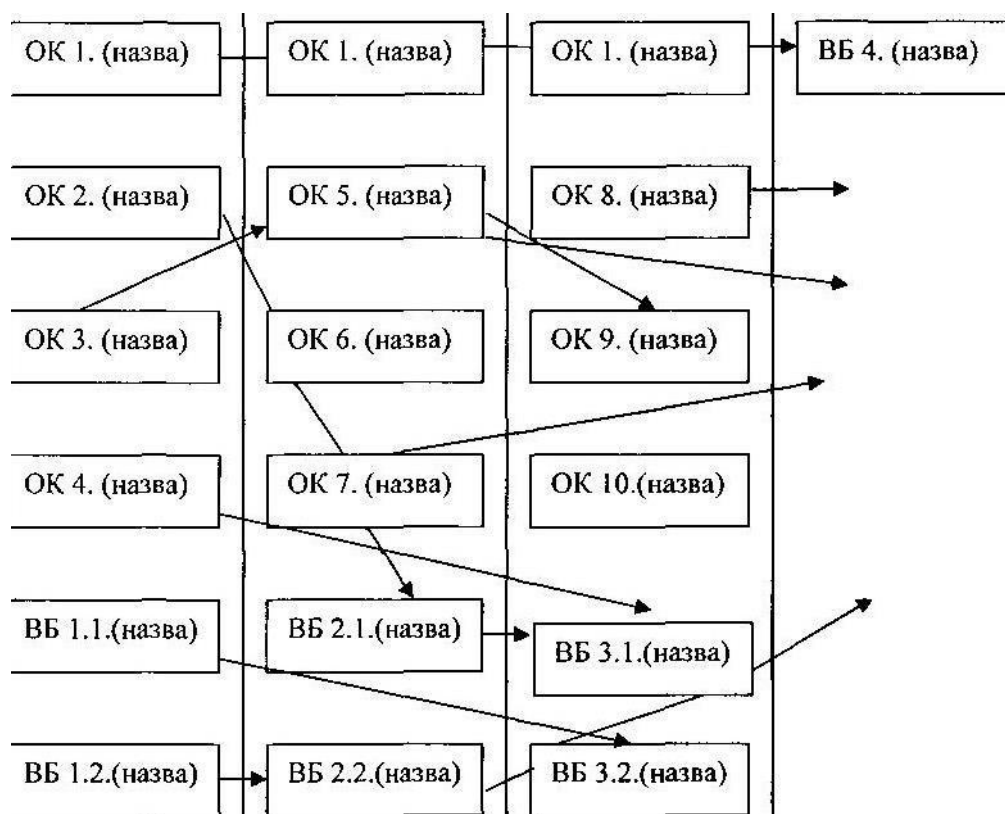 ОК 1. (назва) ОК 1. (назва) ОК 1. (назва) ВБ 4. (назва)
ОК 2. (назва) ОК 5. (назва) ОК 8. (назва)
ОК 3. (назва) ОК 6. (назва) ОК 9. (назва)
ОК 4. (назва) ОК 7. (назва) ОК 10.(назва)
ВБ 1.1.(назва) ВБ 2.1.(назва) ВБ 3.1.(назва)
ВБ 1.2.(назва) ВБ 2.2.(назва) ВБ 3.2.(назва)